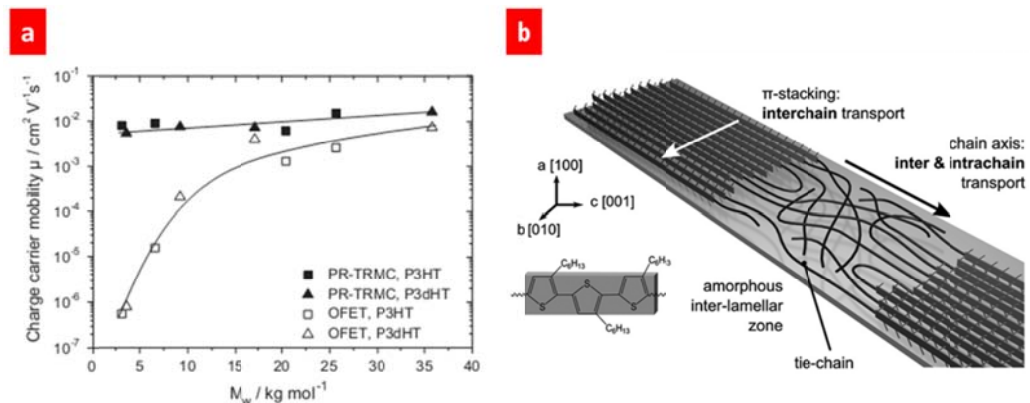 a
Charge carrier mobility μ / cm² V⁻¹s⁻¹
10⁻¹
10⁻²
10⁻³
10⁻⁴
10⁻⁵
10⁻⁶
10⁻⁷
PR-TRMC, P3HT
PR-TRMC, P3dHT
OFET, P3HT
OFET, P3dHT
0 5 10 15 20 25 30 35 40
M_w / kg mol⁻¹
b
π-stacking:
interchain transport
chain axis:
inter & intrachain
transport
a [100]
c [001]
b [010]
C₆H₁₃
C₆H₃
S S S
C₆H₁₃
amorphous
inter-lamellar
zone
tie-chain